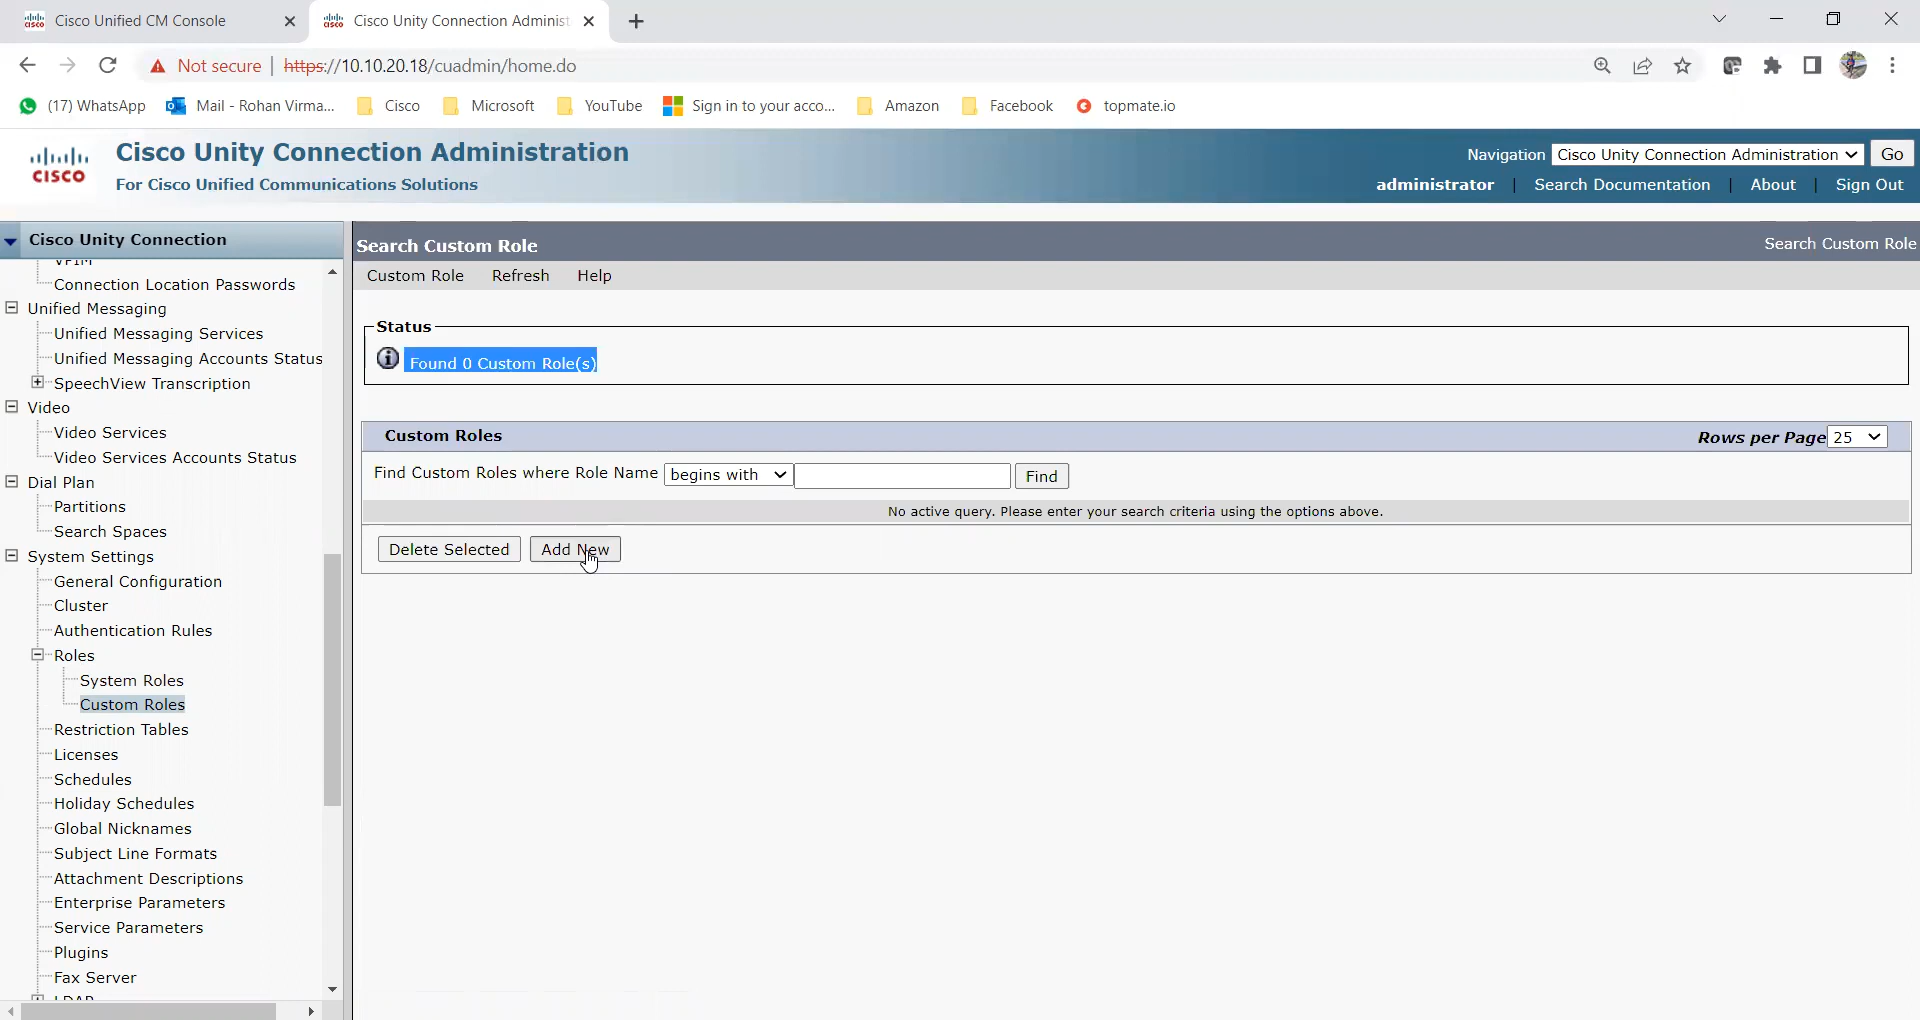 Cisco Unified CM Console
Cisco Unity Connection Administ
Not secure | https://10.10.20.18/cuadmin/home.do
(17) WhatsApp Mail - Rohan Virma... Cisco Microsoft YouTube Sign in to your acco... Amazon Facebook topmate.io
CISCO
Cisco Unity Connection Administration
For Cisco Unified Communications Solutions
Navigation Cisco Unity Connection Administration Go
administrator | Search Documentation | About | Sign Out
Cisco Unity Connection
VPIM
Connection Location Passwords
Unified Messaging
Unified Messaging Services
Unified Messaging Accounts Status
SpeechView Transcription
Video
Video Services
Video Services Accounts Status
Dial Plan
Partitions
Search Spaces
System Settings
General Configuration
Cluster
Authentication Rules
Roles
System Roles
Custom Roles
Restriction Tables
Licenses
Schedules
Holiday Schedules
Global Nicknames
Subject Line Formats
Attachment Descriptions
Enterprise Parameters
Service Parameters
Plugins
Fax Server
LDAP
Search Custom Role
Search Custom Role
Custom Role Refresh Help
Status
Found 0 Custom Role(s)
Custom Roles
Rows per Page 25
Find Custom Roles where Role Name begins with Find
No active query. Please enter your search criteria using the options above.
Delete Selected Add New